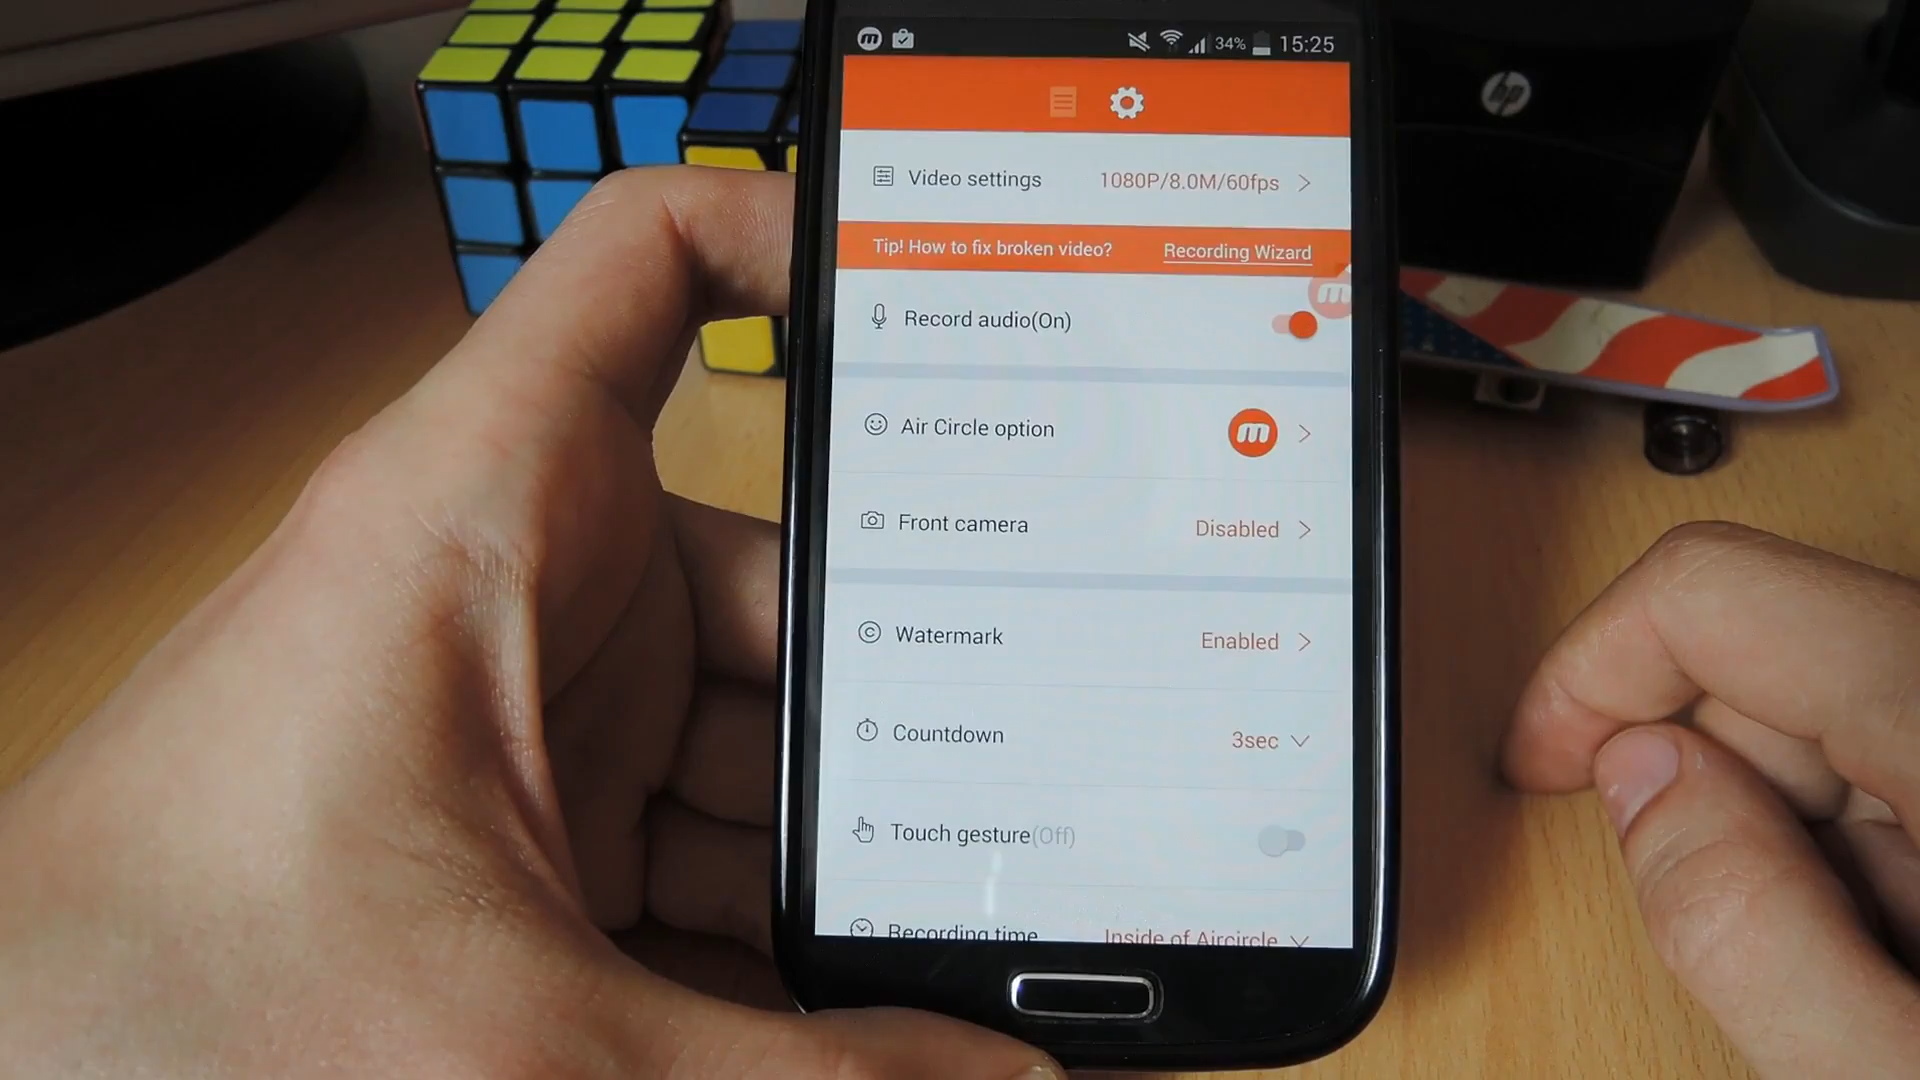 34% 15:25
Video settings 1080P/8.0M/60fps
Tip! How to fix broken video? Recording Wizard
m
Record audio(On)
Air Circle option m
Front camera Disabled
Watermark Enabled
Countdown 3sec
Touch gesture(Off)
Recording time Inside of Aircircle
hp